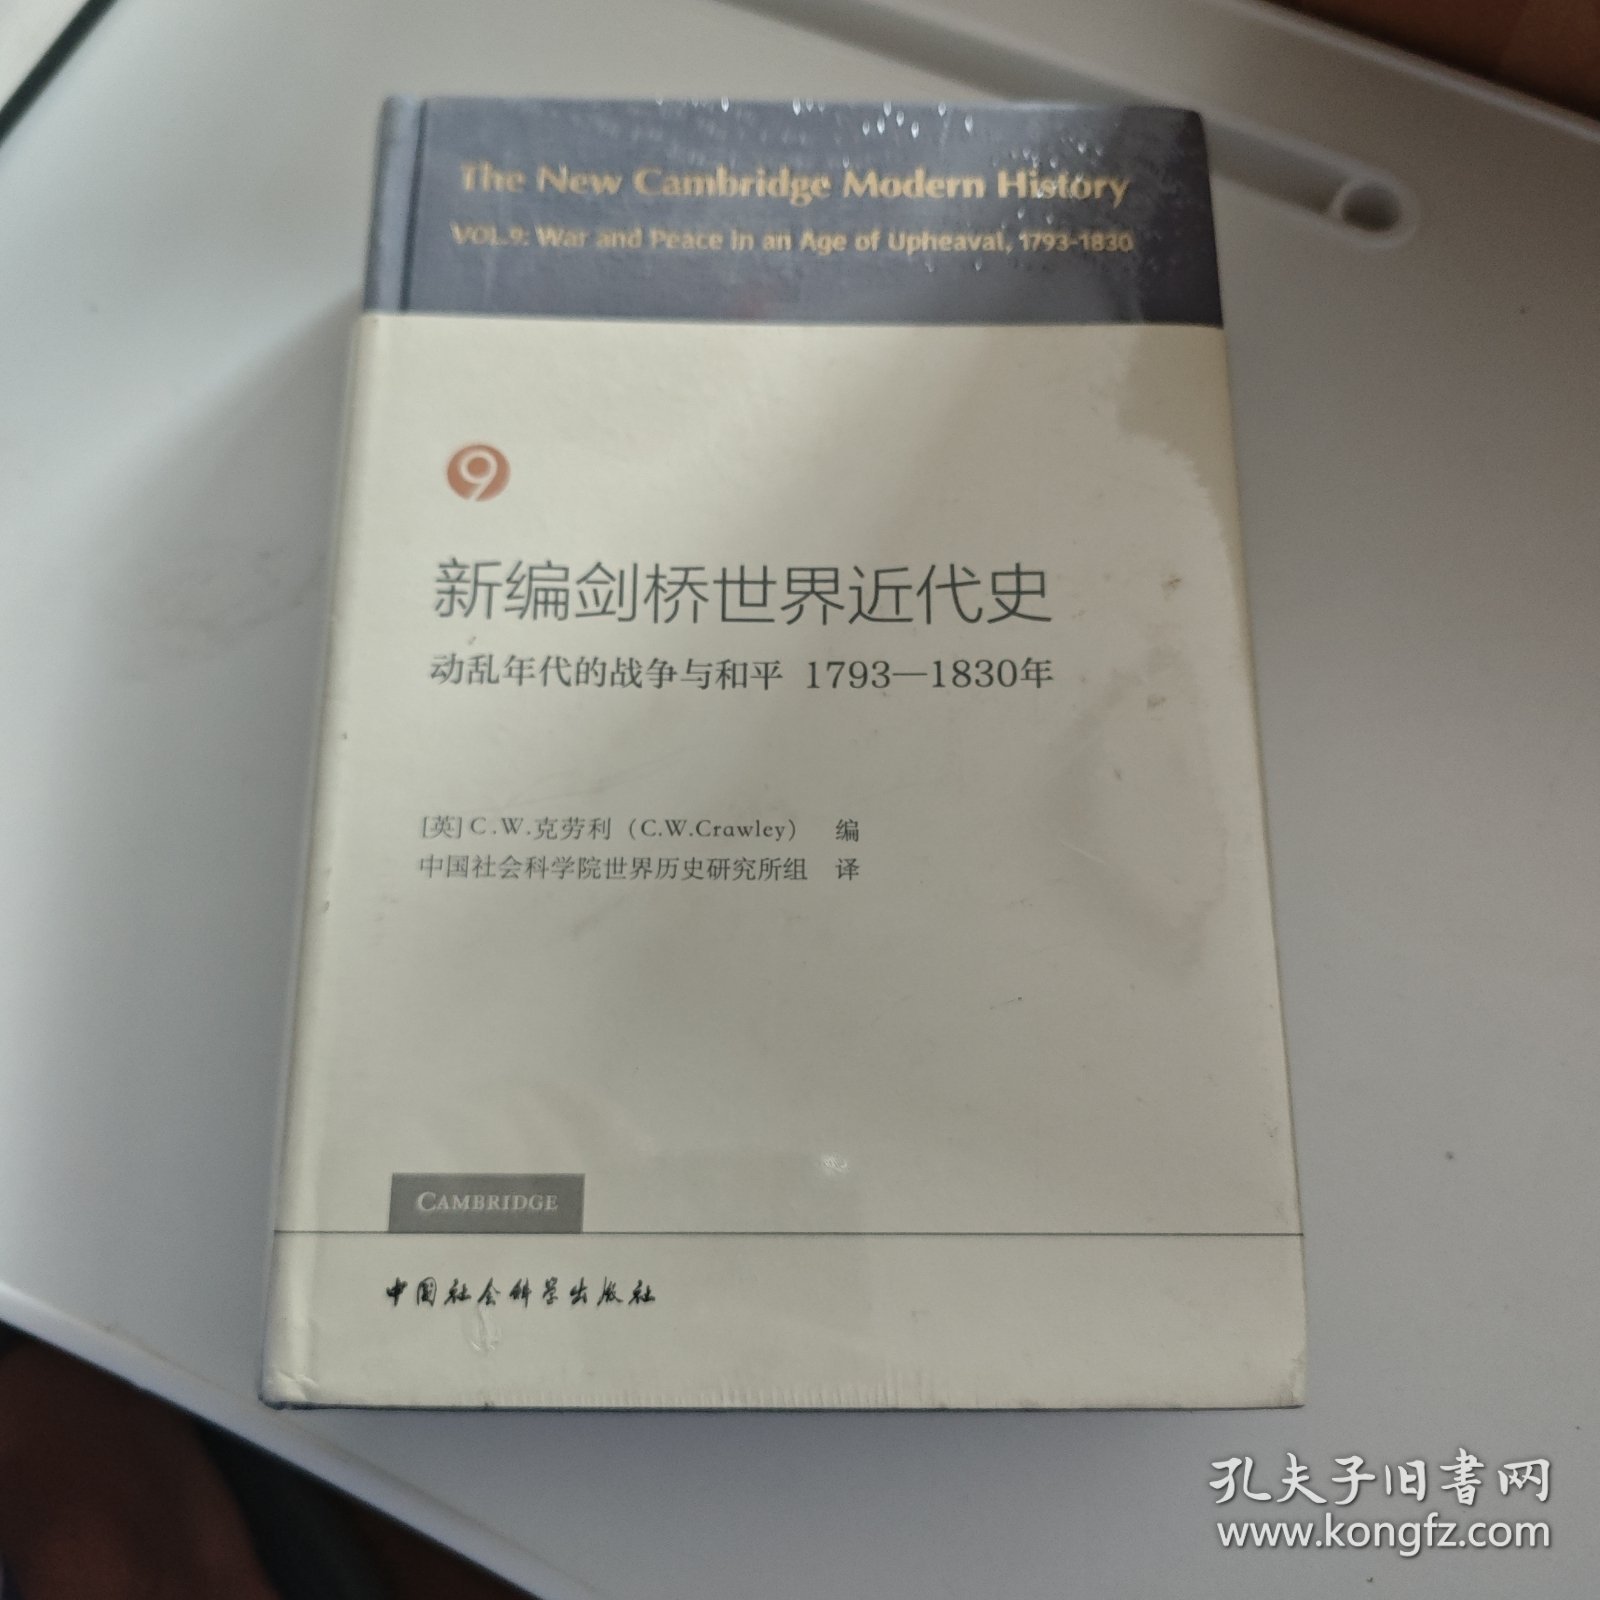 The New Cambridge Modern History
VOL.9: War and Peace in an Age of Upheaval, 1793-1830
9
新编剑桥世界近代史
动乱年代的战争与和平 1793—1830年
[英]C.W.克劳利(C.W.Crawley) 编
中国社会科学院世界历史研究所组 译
CAMBRIDGE
中国社会科学出版社
孔夫子旧书网
www.kongfz.com